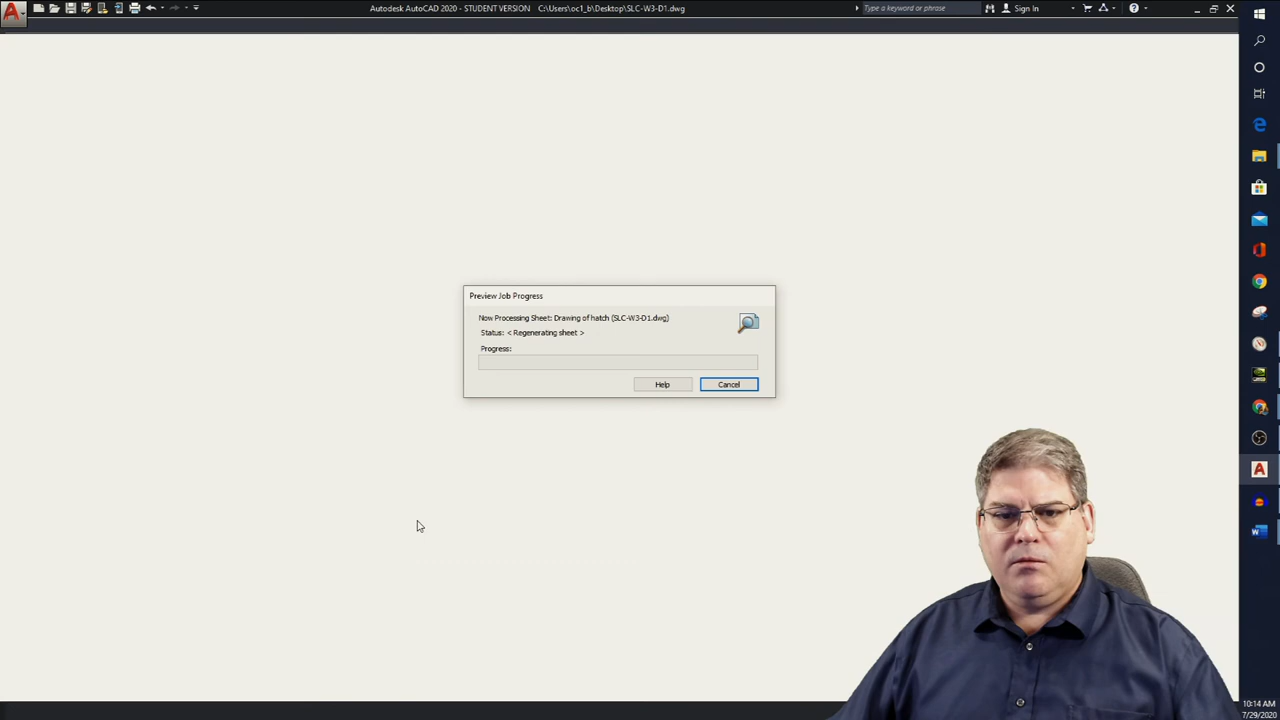 Autodesk AutoCAD 2020 - STUDENT VERSION C:\Users\oc1_b\Desktop\SLC-W3-D1.dwg
Type a keyword or phrase
Sign In
Preview Job Progress
Now Processing Sheet: Drawing of hatch (SLC-W3-D1.dwg)
Status: < Regenerating sheet >
Progress:
Help Cancel
10:14 AM
7/29/2020